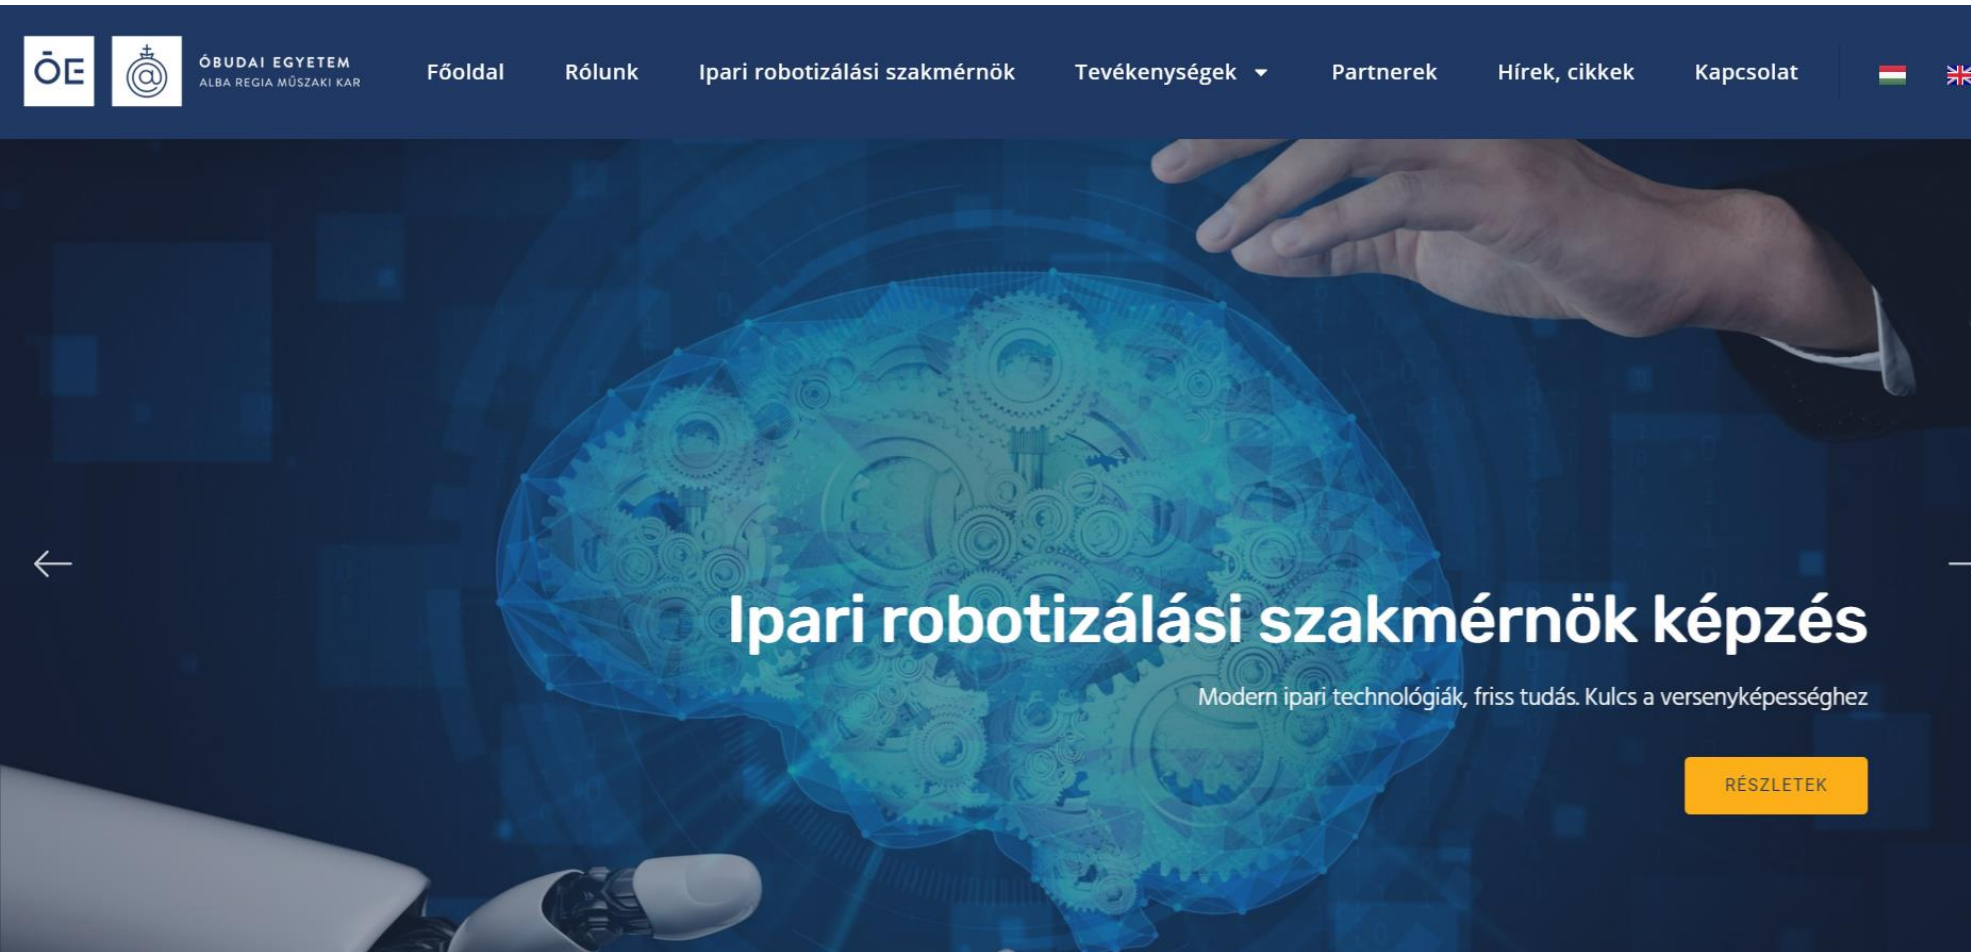 ŌE
ÓBUDAI EGYETEM
ALBA REGIA MŰSZAKI KAR
Főoldal
Rólunk
Ipari robotizálási szakmérnök
Tevékenységek
Partnerek
Hírek, cikkek
Kapcsolat
Ipari robotizálási szakmérnök képzés
Modern ipari technológiák, friss tudás. Kulcs a versenyképességhez
RÉSZLETEK